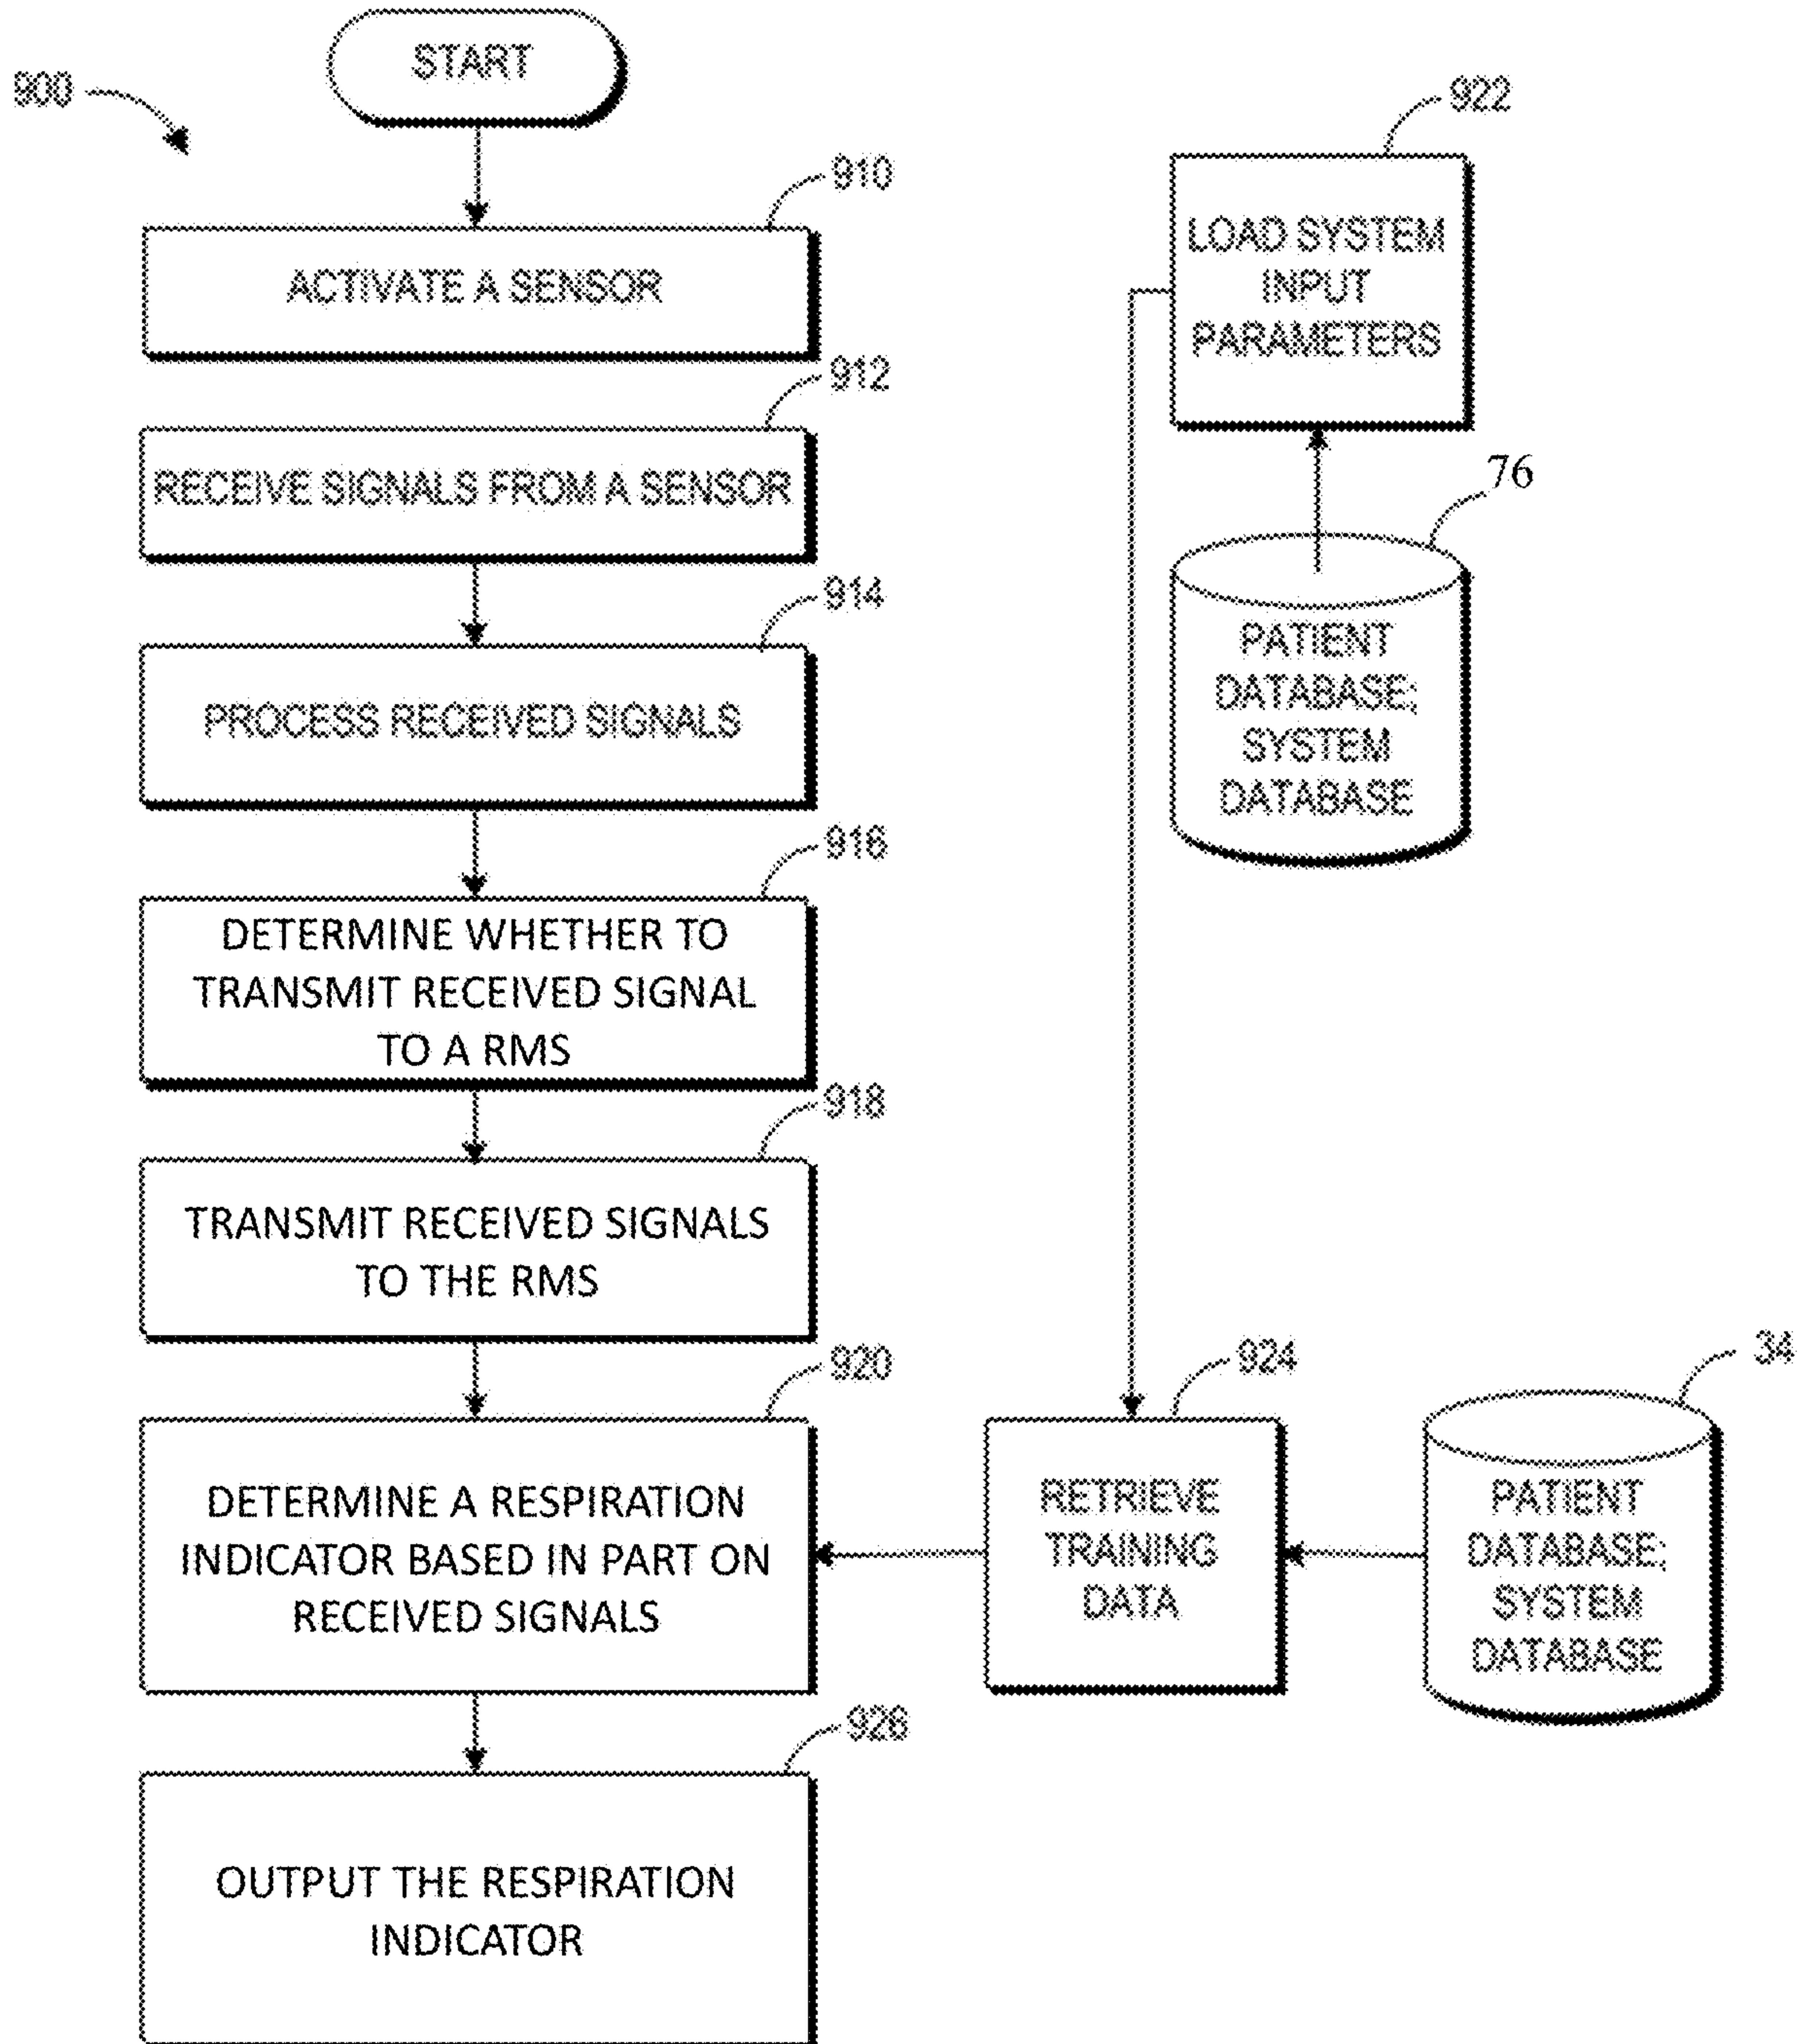 START
900
910
ACTIVATE A SENSOR
912
RECEIVE SIGNALS FROM A SENSOR
914
PROCESS RECEIVED SIGNALS
916
DETERMINE WHETHER TO
TRANSMIT RECEIVED SIGNAL
TO A RMS
918
TRANSMIT RECEIVED SIGNALS
TO THE RMS
920
DETERMINE A RESPIRATION
INDICATOR BASED IN PART ON
RECEIVED SIGNALS
926
OUTPUT THE RESPIRATION
INDICATOR
922
LOAD SYSTEM
INPUT
PARAMETERS
76
PATIENT
DATABASE;
SYSTEM
DATABASE
924
RETRIEVE
TRAINING
DATA
34
PATIENT
DATABASE;
SYSTEM
DATABASE